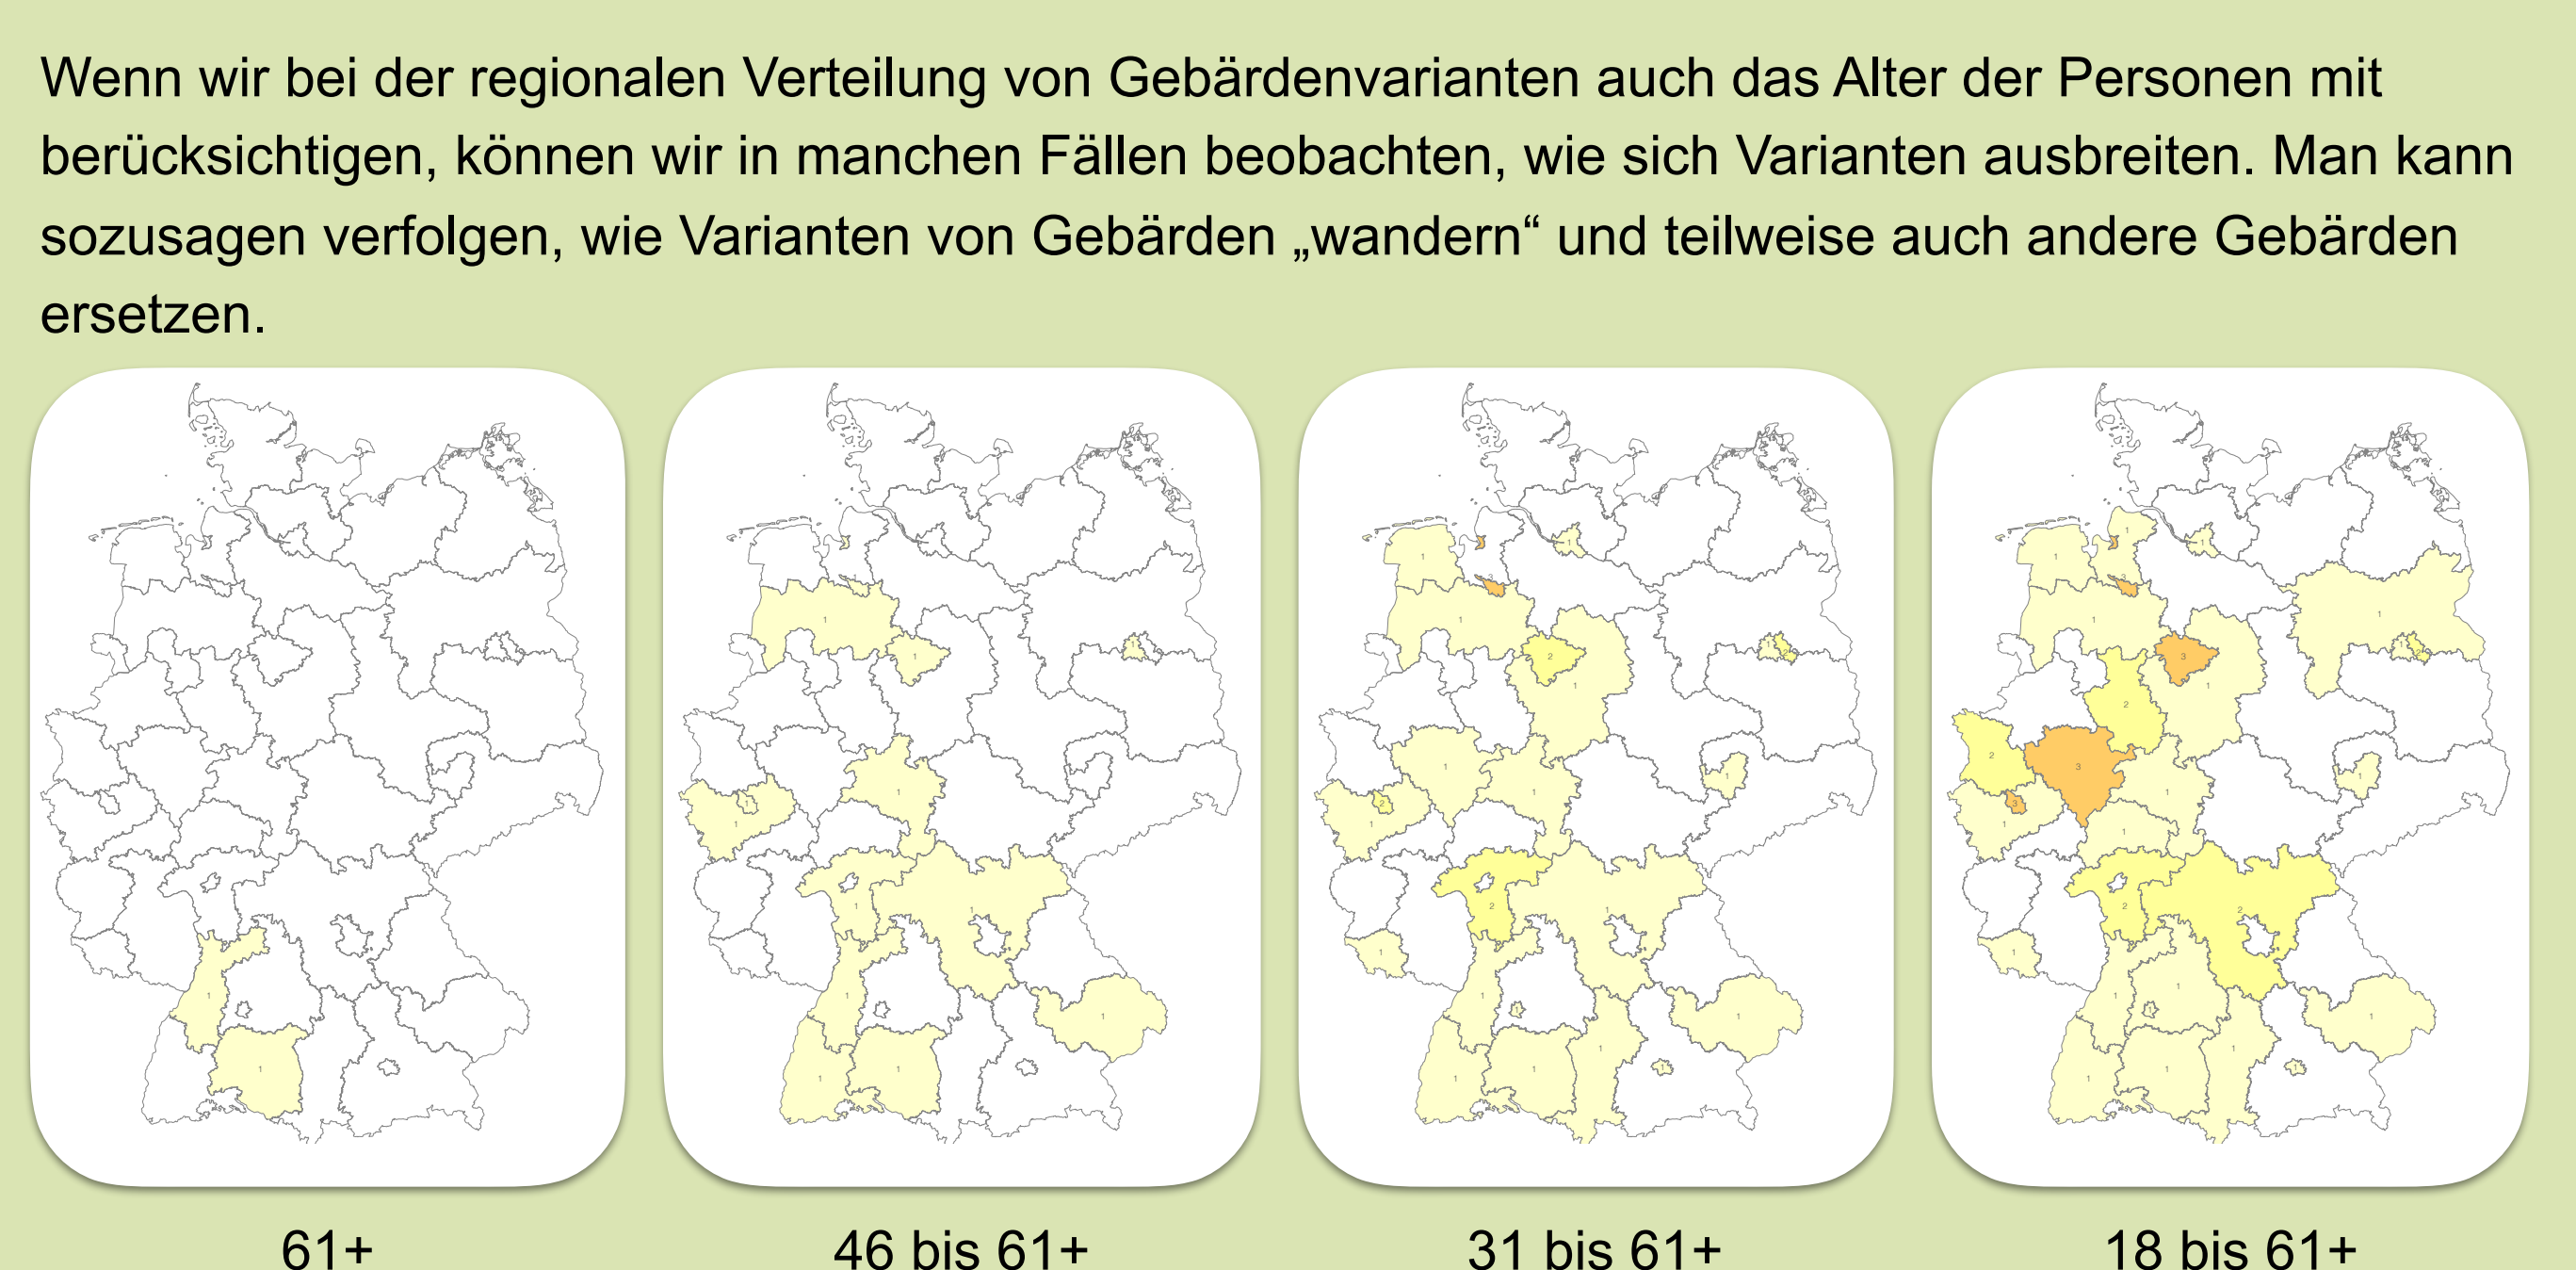 Wenn wir bei der regionalen Verteilung von Gebärdenvarianten auch das Alter der Personen mit
berücksichtigen, können wir in manchen Fällen beobachten, wie sich Varianten ausbreiten. Man kann
sozusagen verfolgen, wie Varianten von Gebärden „wandern“ und teilweise auch andere Gebärden
ersetzen.
61+
46 bis 61+
31 bis 61+
18 bis 61+